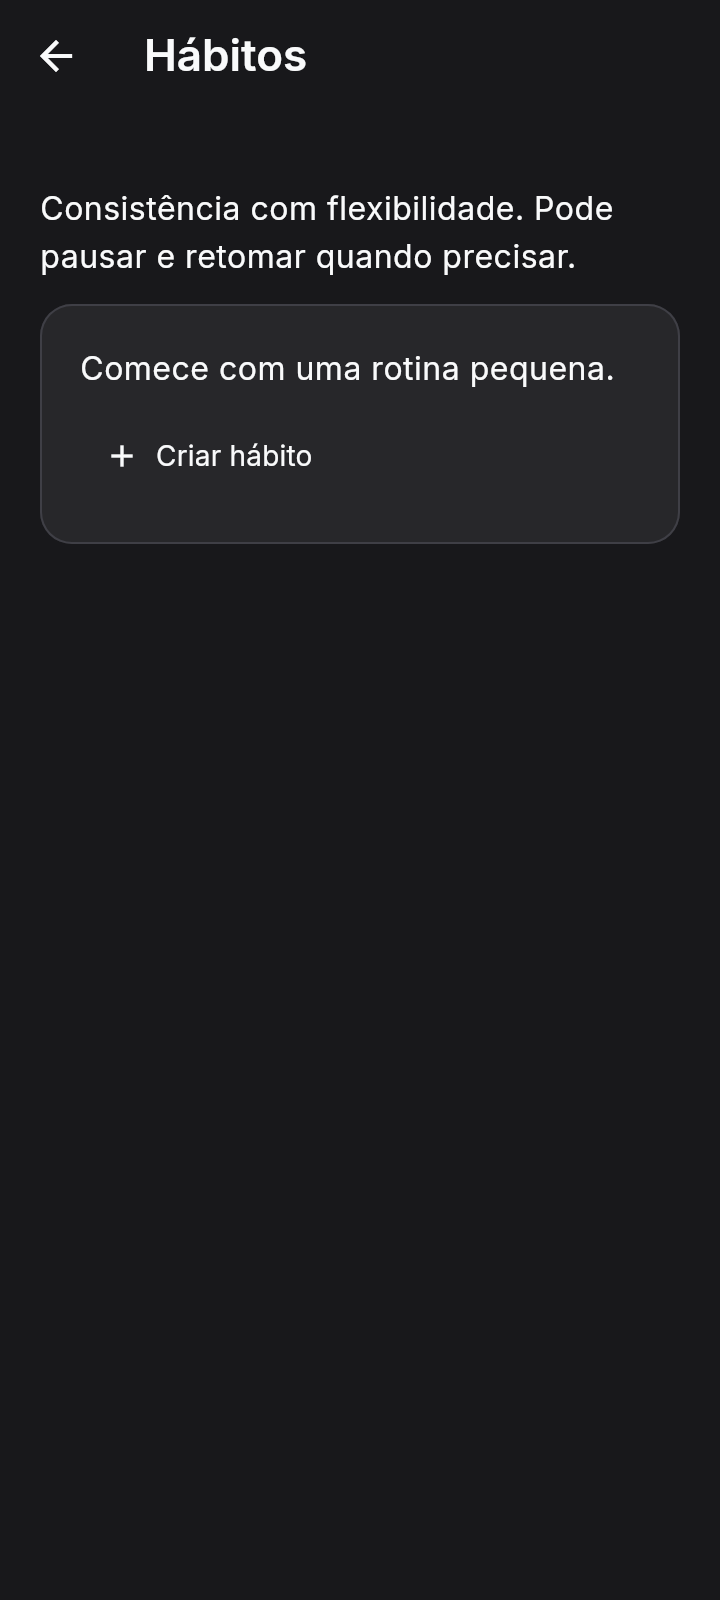 Hábitos
Consistência com flexibilidade. Pode
pausar e retomar quando precisar.
Comece com uma rotina pequena.
Criar hábito